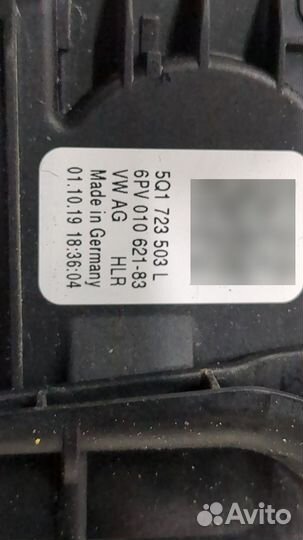 5Q1 723 503 L
6PV 010 621-83
VW AG HLR
Made in Germany
01.10.19 18:36:04
Avito